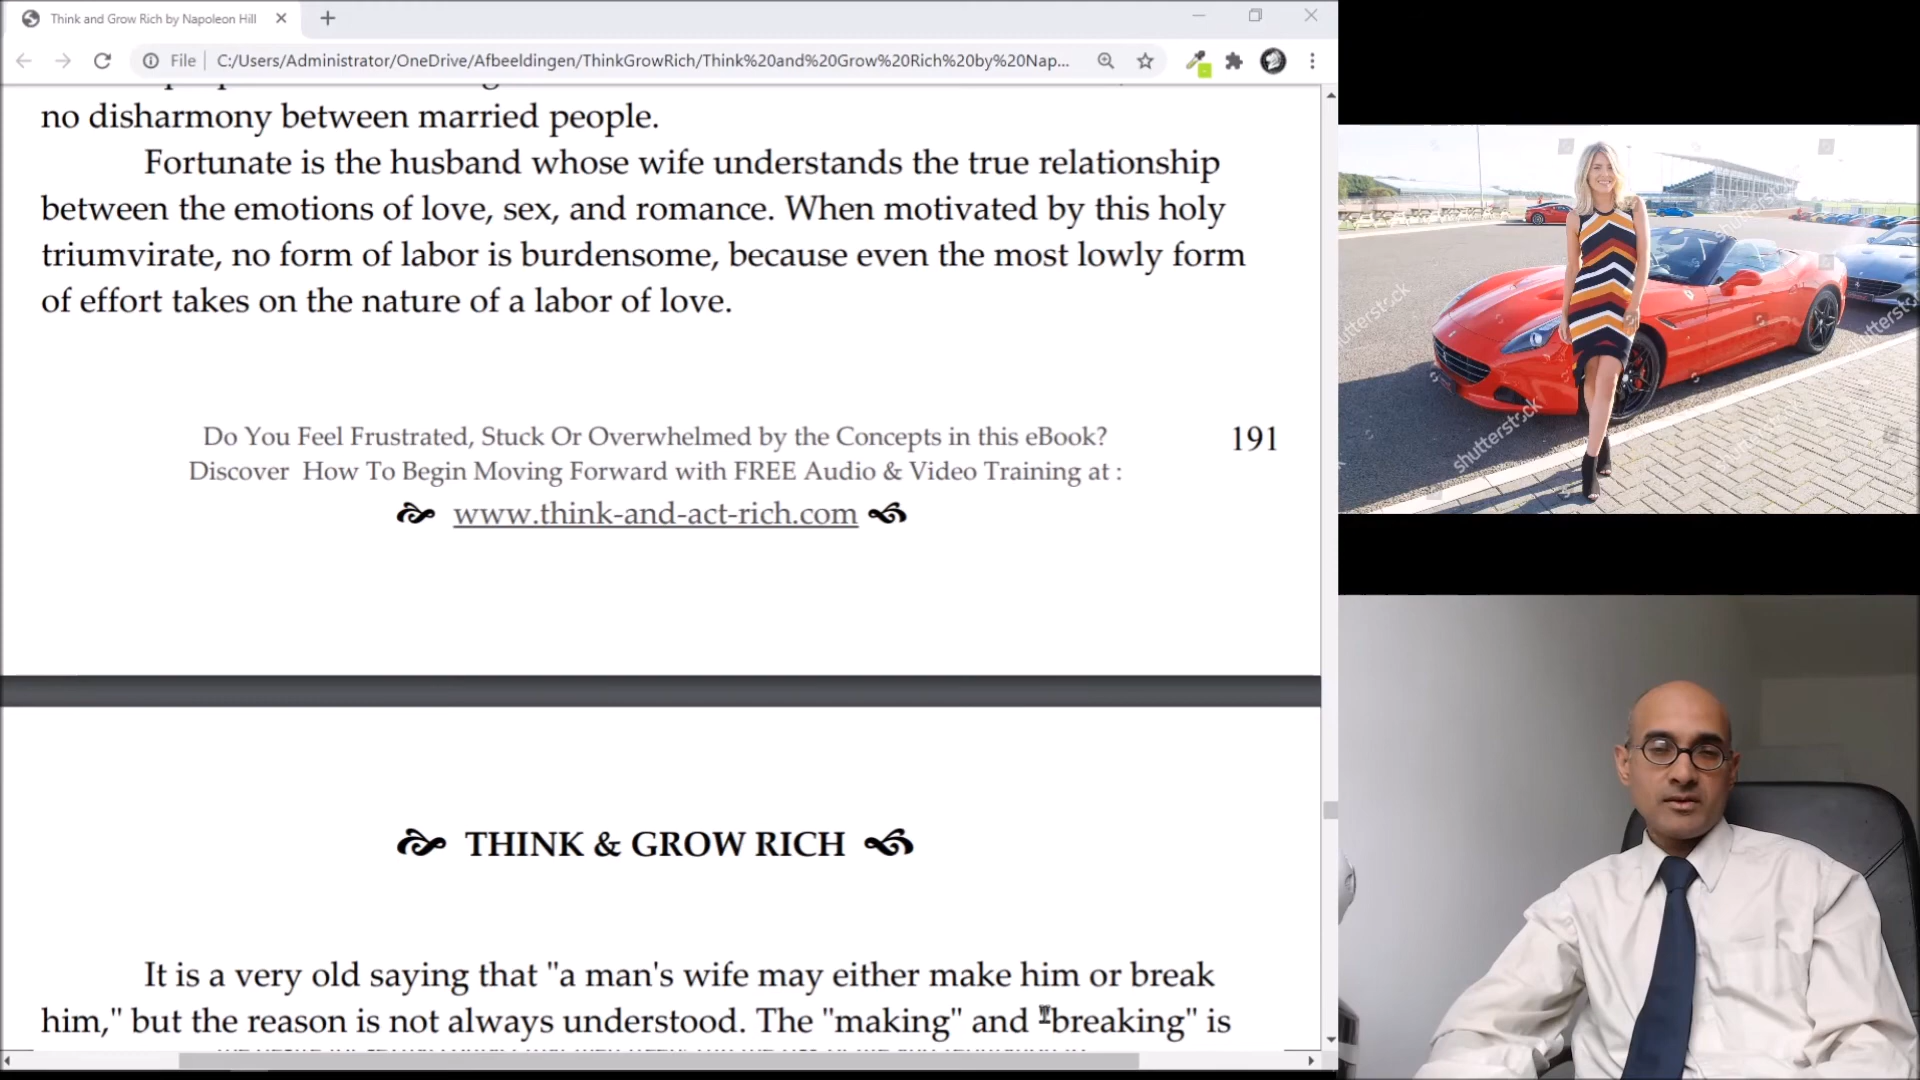 Think and Grow Rich by Napoleon Hill
File
C:/Users/Administrator/OneDrive/Afbeeldingen/ThinkGrowRich/Think%20and%20Grow%20Rich%20by%20Nap...
no disharmony between married people.
Fortunate is the husband whose wife understands the true relationship
between the emotions of love, sex, and romance. When motivated by this holy
triumvirate, no form of labor is burdensome, because even the most lowly form
of effort takes on the nature of a labor of love.
Do You Feel Frustrated, Stuck Or Overwhelmed by the Concepts in this eBook?
191
Discover How To Begin Moving Forward with FREE Audio & Video Training at :
www.think-and-act-rich.com
THINK & GROW RICH
It is a very old saying that "a man's wife may either make him or break
him," but the reason is not always understood. The "making" and "breaking" is
shutterstock
shutterstock